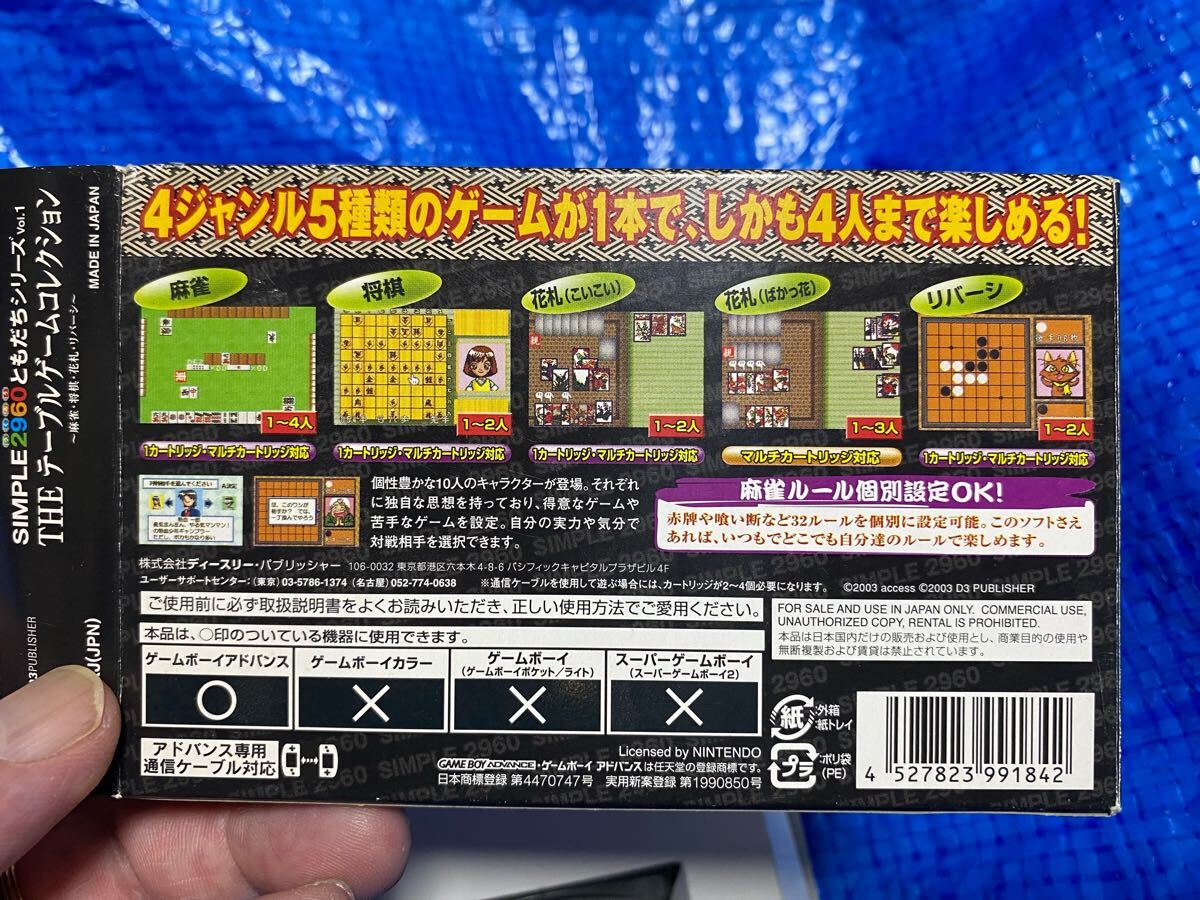 SIMPLE2960ともだちシリーズ Vol.1
THE テーブルゲームコレクション
～麻雀・将棋・花札・リバーシ～
MADE IN JAPAN
D3PUBLISHER
J(JPN)
4ジャンル5種類のゲームが1本で、しかも4人まで楽しめる!
麻雀
将棋
花札(こいこい)
花札(ばかっ花)
リバーシ
1～4人
1～2人
1～2人
1～3人
1～2人
1カートリッジ・マルチカートリッジ対応
1カートリッジ・マルチカートリッジ対応
1カートリッジ・マルチカートリッジ対応
マルチカートリッジ対応
1カートリッジ・マルチカートリッジ対応
個性豊かな10人のキャラクターが登場。それぞれ
に独自な思想を持っており、得意なゲームや
苦手なゲームを設定。自分の実力や気分で
対戦相手を選択できます。
麻雀ルール個別設定OK!
赤牌や喰い断など32ルールを個別に設定可能。このソフトさえ
あれば、いつでもどこでも自分達のルールで楽しめます。
株式会社ディースリー・パブリッシャー 106-0032 東京都港区六本木4-8-6 パシフィックキャピタルプラザビル4F
ユーザーサポートセンター:(東京)03-5786-1374(名古屋)052-774-0638 ※通信ケーブルを使用して遊ぶ場合には、カートリッジが2～4個必要になります。 ©2003 access ©2003 D3 PUBLISHER
ご使用前に必ず取扱説明書をよくお読みいただき、正しい使用方法でご愛用ください。
FOR SALE AND USE IN JAPAN ONLY. COMMERCIAL USE,
UNAUTHORIZED COPY, RENTAL IS PROHIBITED.
本品は日本国内だけの販売および使用とし、商業目的の使用や
無断複製および賃貸は禁止されています。
本品は、○印のついている機器に使用できます。
ゲームボーイアドバンス
ゲームボーイカラー
ゲームボーイ
(ゲームボーイポケット/ライト)
スーパーゲームボーイ
(スーパーゲームボーイ2)
○
×
×
×
アドバンス専用
通信ケーブル対応
Licensed by NINTENDO
GAME BOY ADVANCE・ゲームボーイ アドバンスは任天堂の登録商標です。
日本商標登録 第4470747号 実用新案登録 第1990850号
紙
:外箱
:紙トレイ
プラ
:ポリ袋
(PE)
4 527823 991842